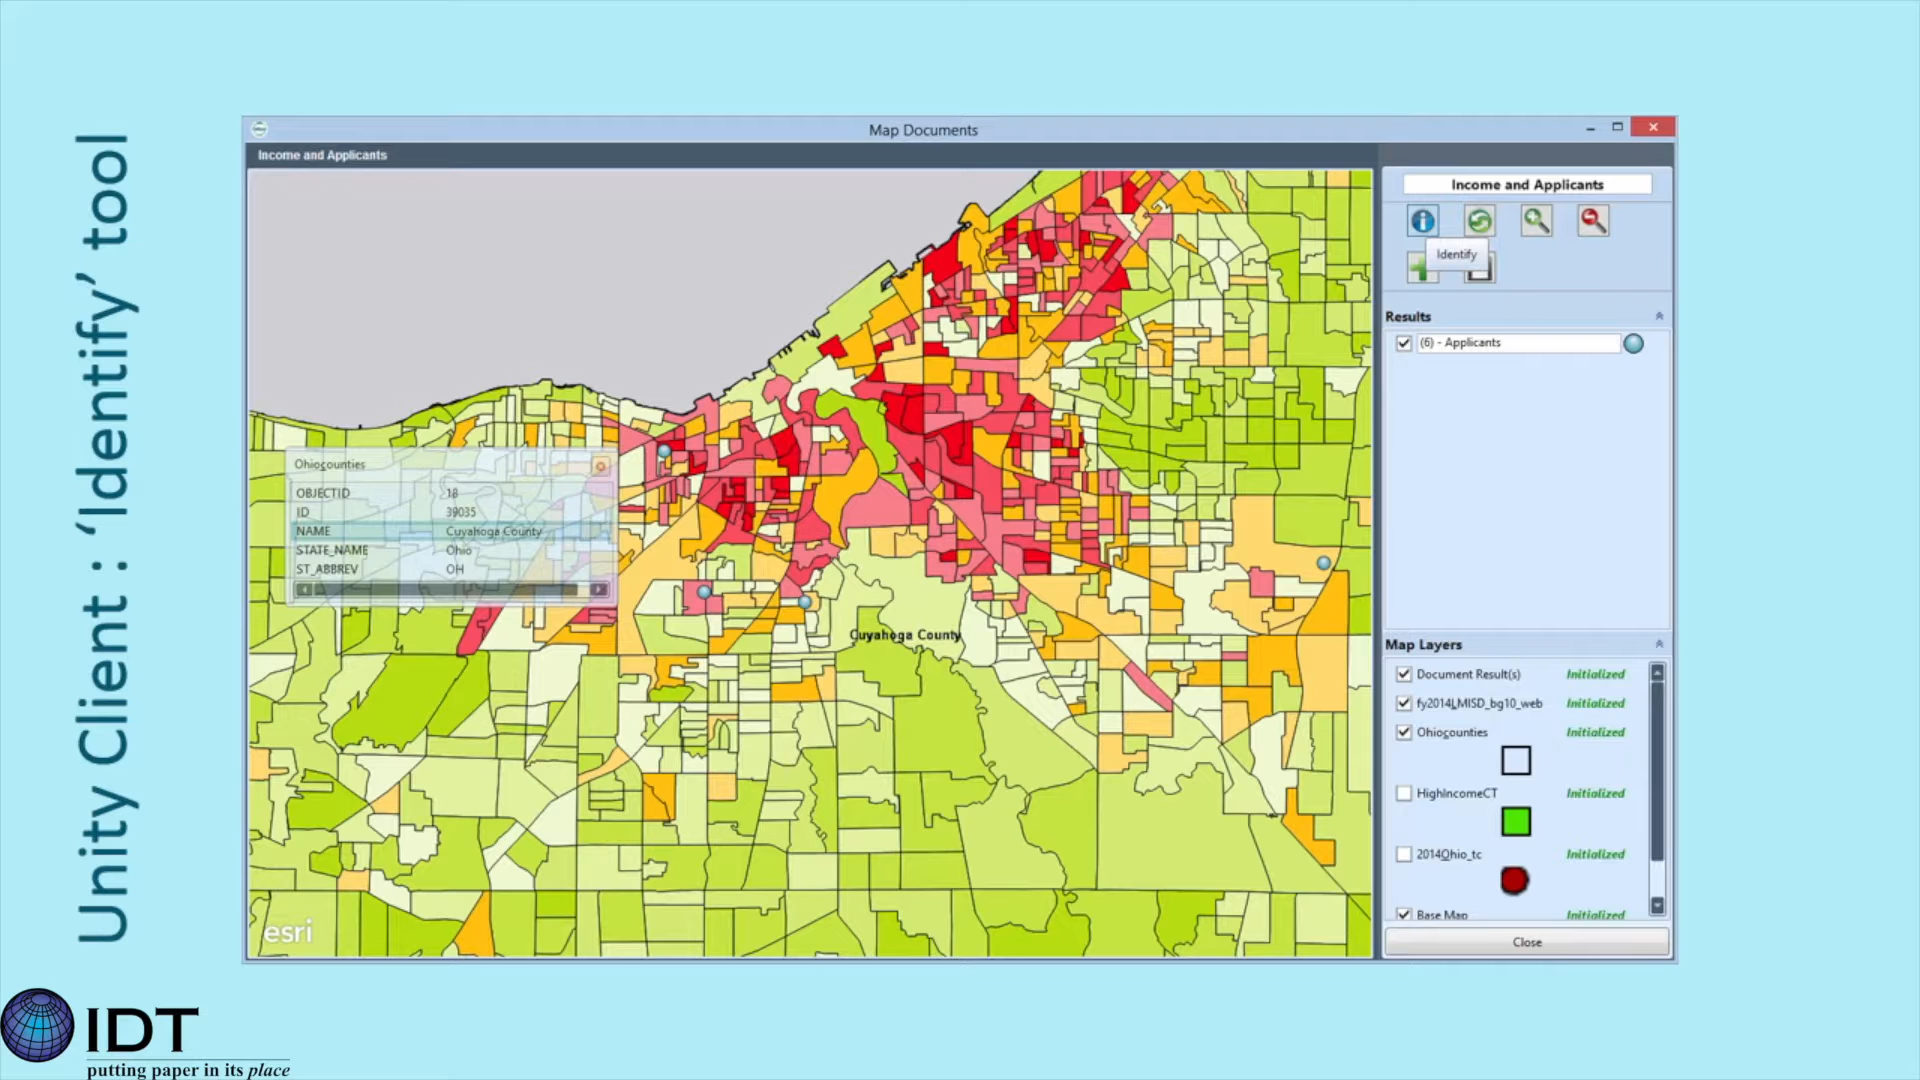 Unity Client : ‘Identify’ tool
Map Documents
Income and Applicants
Income and Applicants
Identify
Results
(6) - Applicants
Ohiocounties
OBJECTID 18
ID 39035
NAME Cuyahoga County
STATE_NAME Ohio
ST_ABBREV OH
Cuyahoga County
Map Layers
Document Result(s) Initialized
fy2014LMISD_bg10_web Initialized
Ohiocounties Initialized
HighIncomeCT Initialized
2014Ohio_tc Initialized
Base Map Initialized
Close
esri
IDT
putting paper in its place